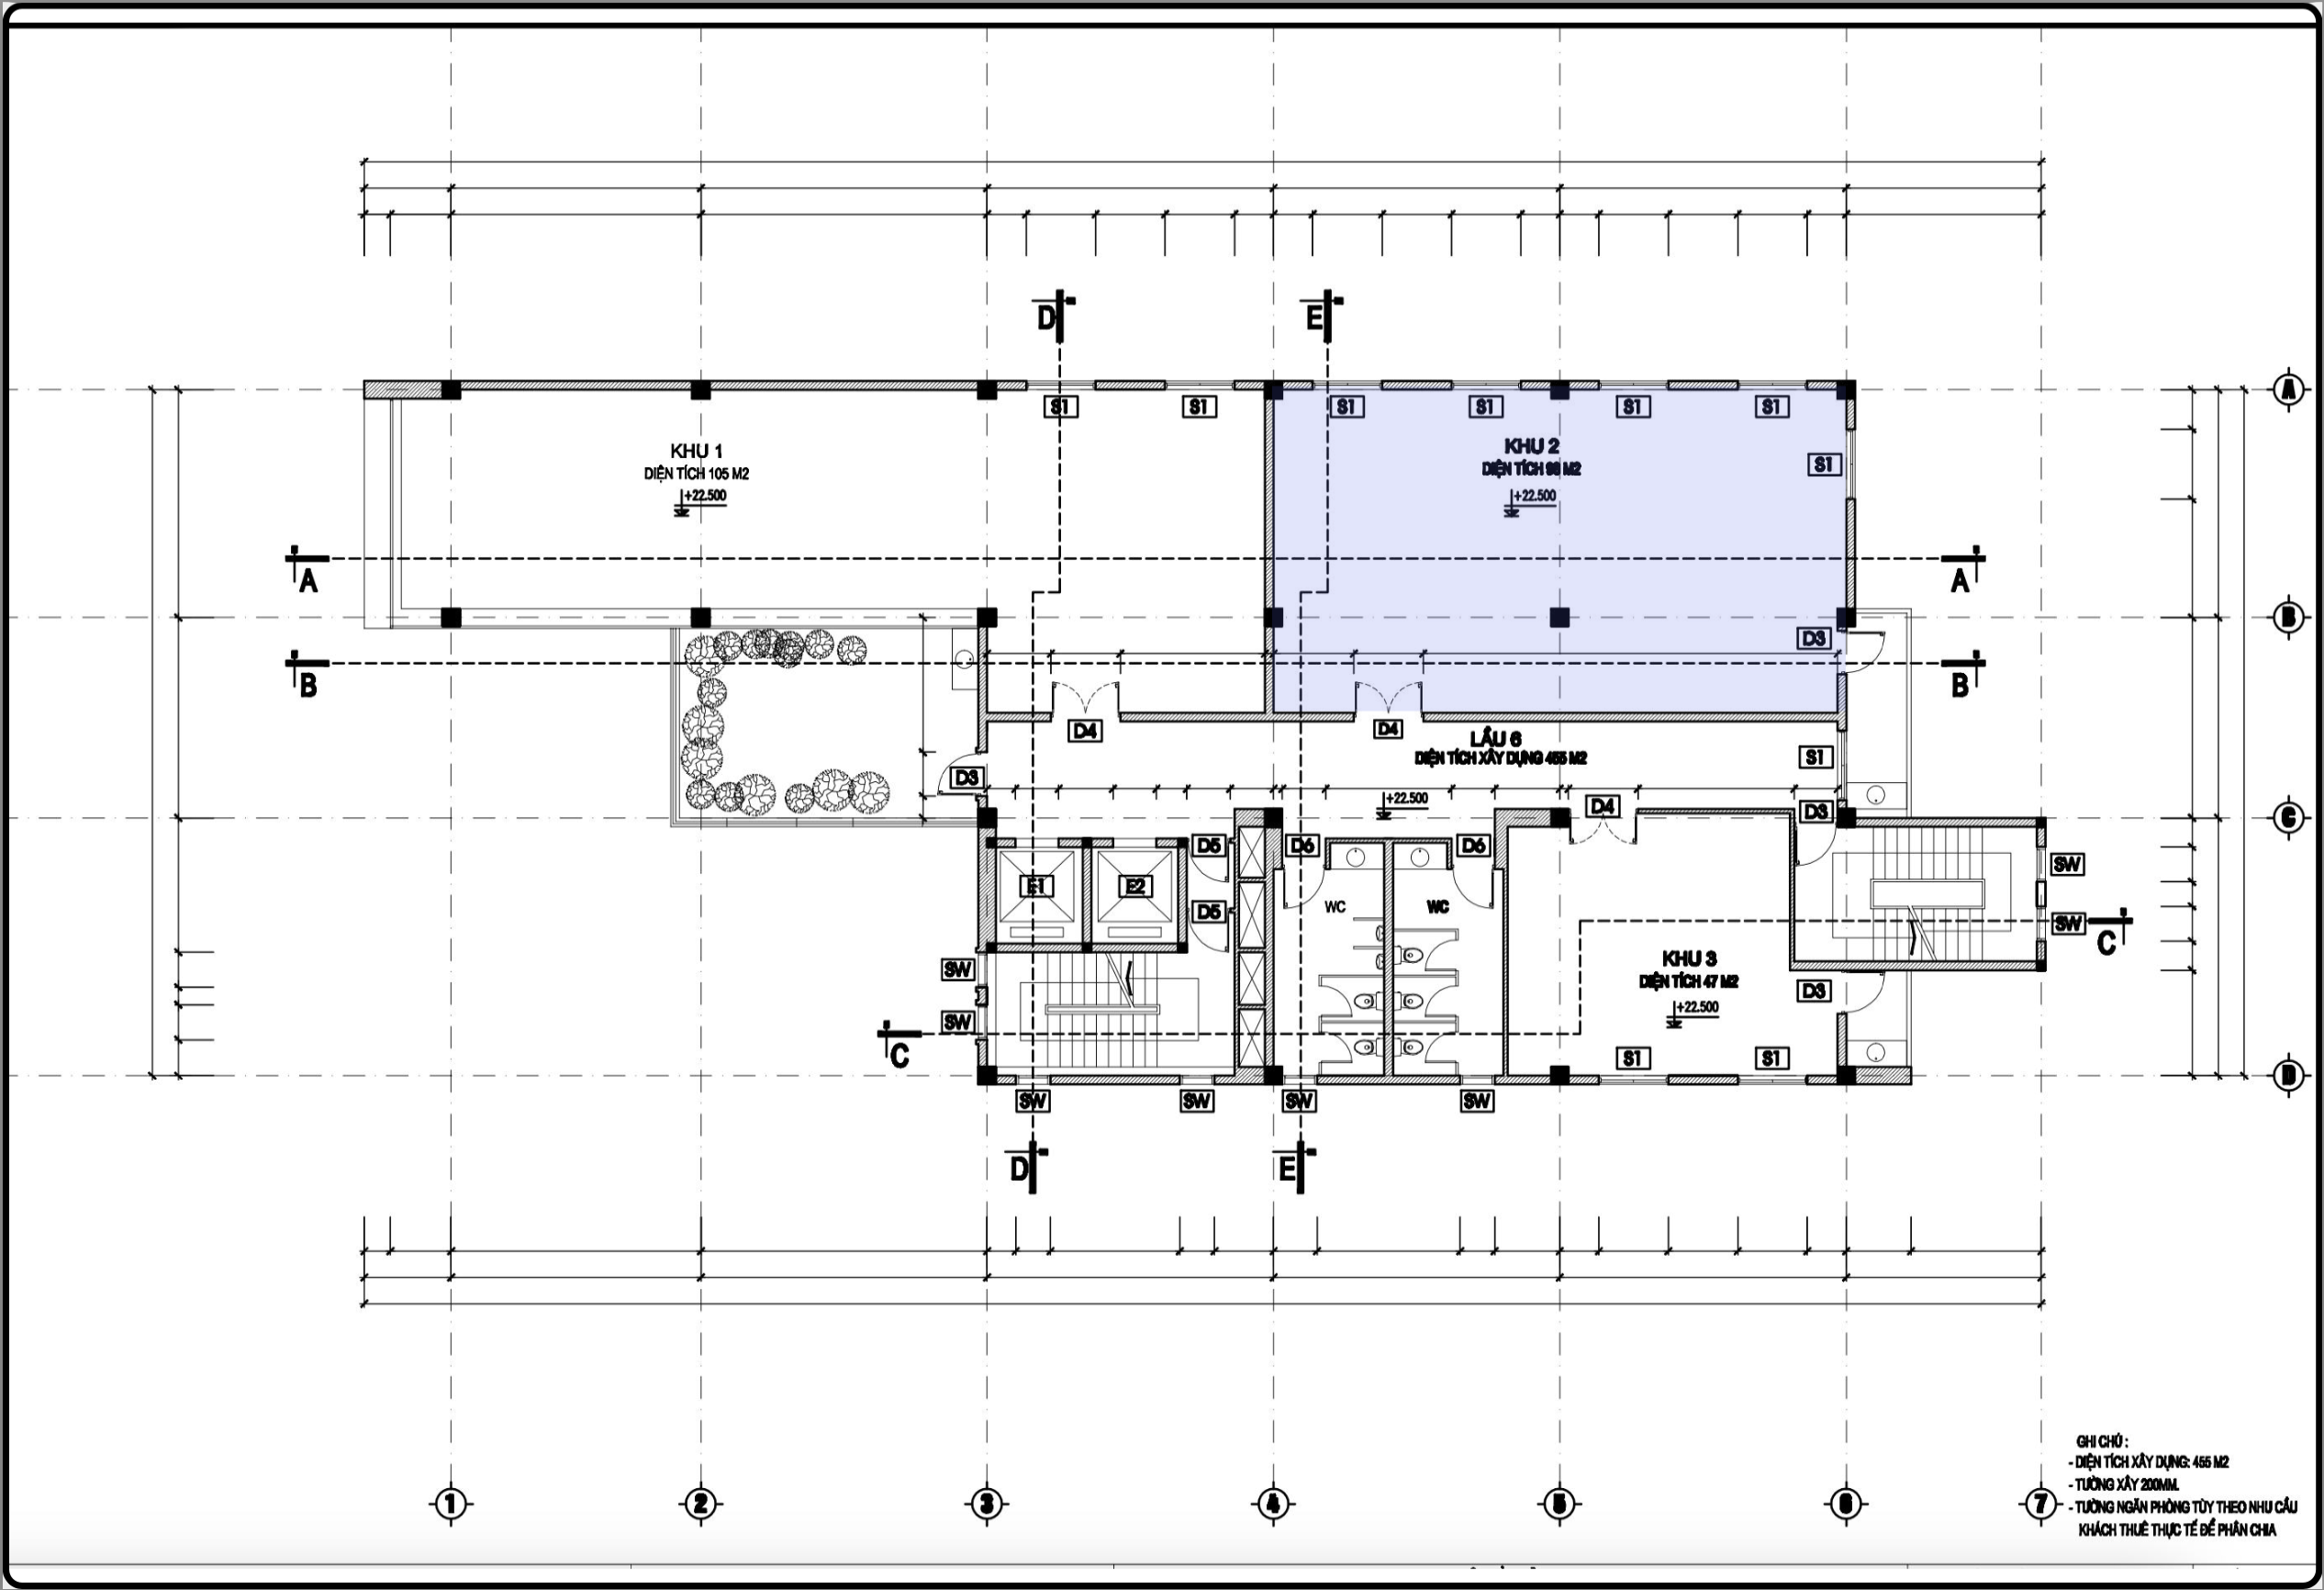 D
E
A
S1
S1
S1
S1
S1
S1
KHU 1
DIỆN TÍCH 105 M2
+22.500
KHU 2
DIỆN TÍCH 98 M2
+22.500
S1
A
A
B
D3
B
B
D4
D4
LẦU 6
DIỆN TÍCH XÂY DỰNG 455 M2
S1
D3
+22.500
D4
D3
C
D5
D6
D6
E1
E2
SW
D5
WC
WC
SW
C
KHU 3
DIỆN TÍCH 47 M2
+22.500
SW
D3
SW
C
S1
S1
D
SW
SW
SW
SW
D
E
GHI CHÚ :
- DIỆN TÍCH XÂY DỰNG: 455 M2
- TƯỜNG XÂY 200MM.
- TƯỜNG NGĂN PHÒNG TÙY THEO NHU CẦU
KHÁCH THUÊ THỰC TẾ ĐỂ PHÂN CHIA
1
2
3
4
5
6
7